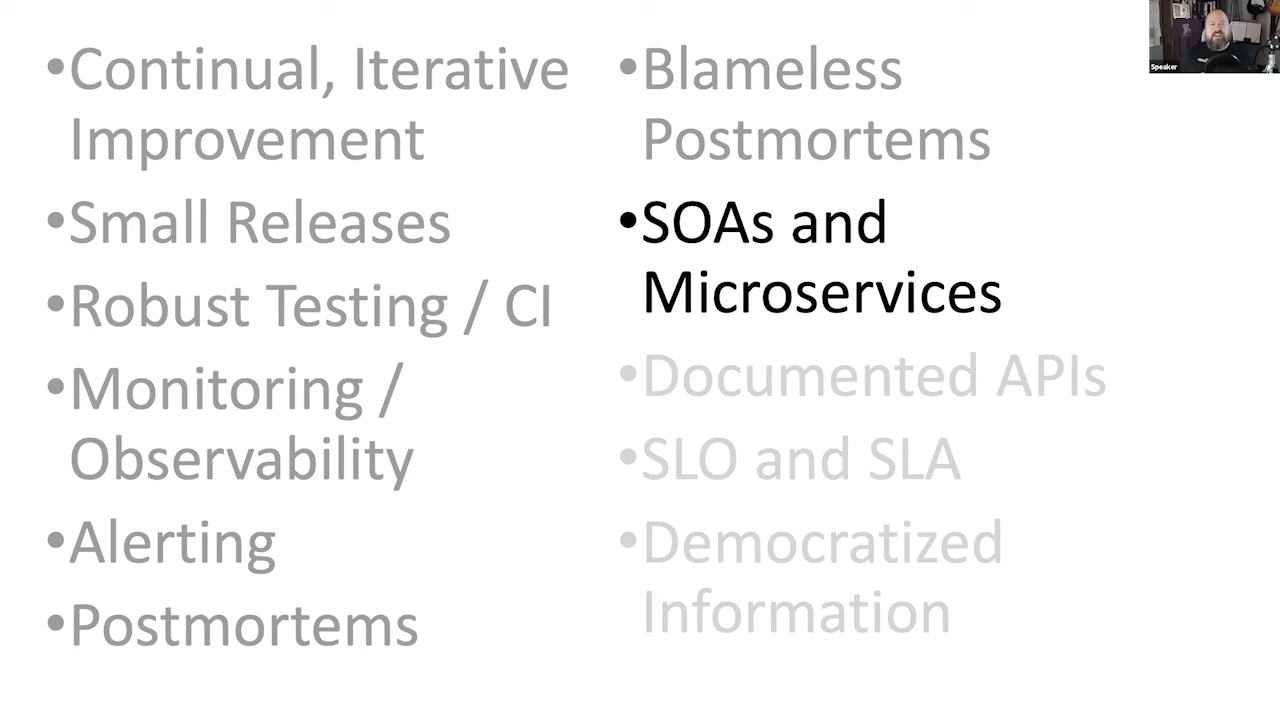 •Continual, Iterative
Improvement
•Small Releases
•Robust Testing / CI
•Monitoring /
Observability
•Alerting
•Postmortems
•Blameless
Postmortems
•SOAs and
Microservices
•Documented APIs
•SLO and SLA
•Democratized
Information
Speaker